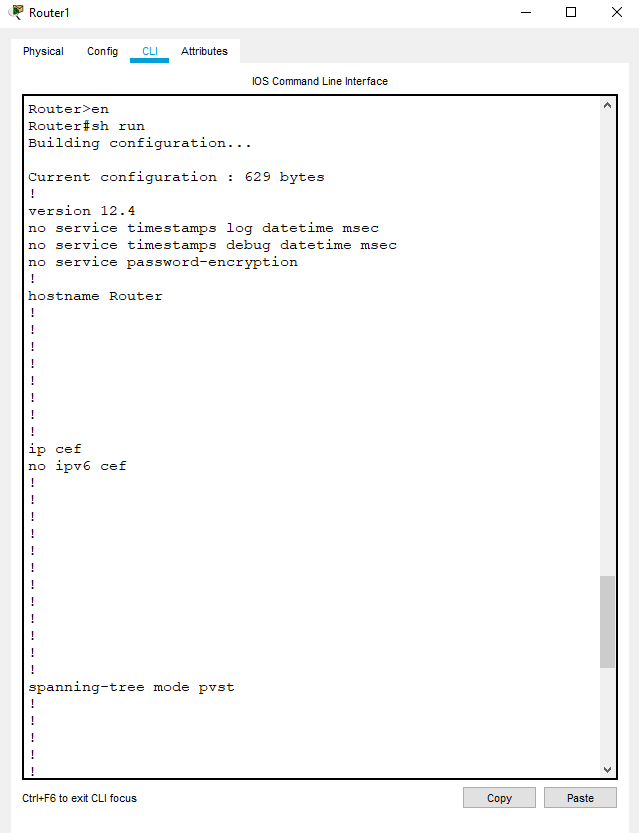 Router1
Physical Config CLI Attributes
IOS Command Line Interface
Router>en
Router#sh run
Building configuration...
Current configuration : 629 bytes
!
version 12.4
no service timestamps log datetime msec
no service timestamps debug datetime msec
no service password-encryption
!
hostname Router
!
!
!
!
!
!
!
!
ip cef
no ipv6 cef
!
!
!
!
!
!
!
!
!
!
!
!
spanning-tree mode pvst
!
!
!
!
!
Ctrl+F6 to exit CLI focus
Copy Paste